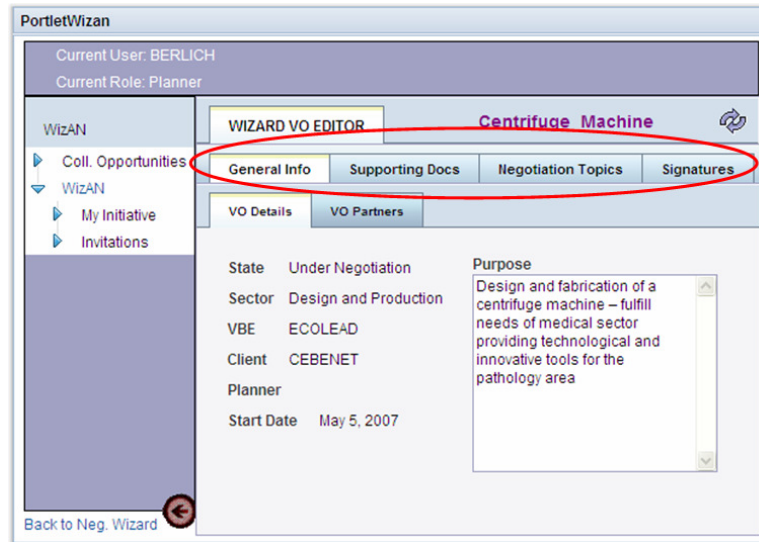 PortletWizan
Current User: BERLICH
Current Role: Planner
WizAN
Coll. Opportunities
WizAN
My Initiative
Invitations
Back to Neg. Wizard
WIZARD VO EDITOR
Centrifuge Machine
General Info Supporting Docs Negotiation Topics Signatures
VO Details VO Partners
State Under Negotiation
Sector Design and Production
VBE ECOLEAD
Client CEBENET
Planner
Start Date May 5, 2007
Purpose
Design and fabrication of a
centrifuge machine – fulfill
needs of medical sector
providing technological and
innovative tools for the
pathology area